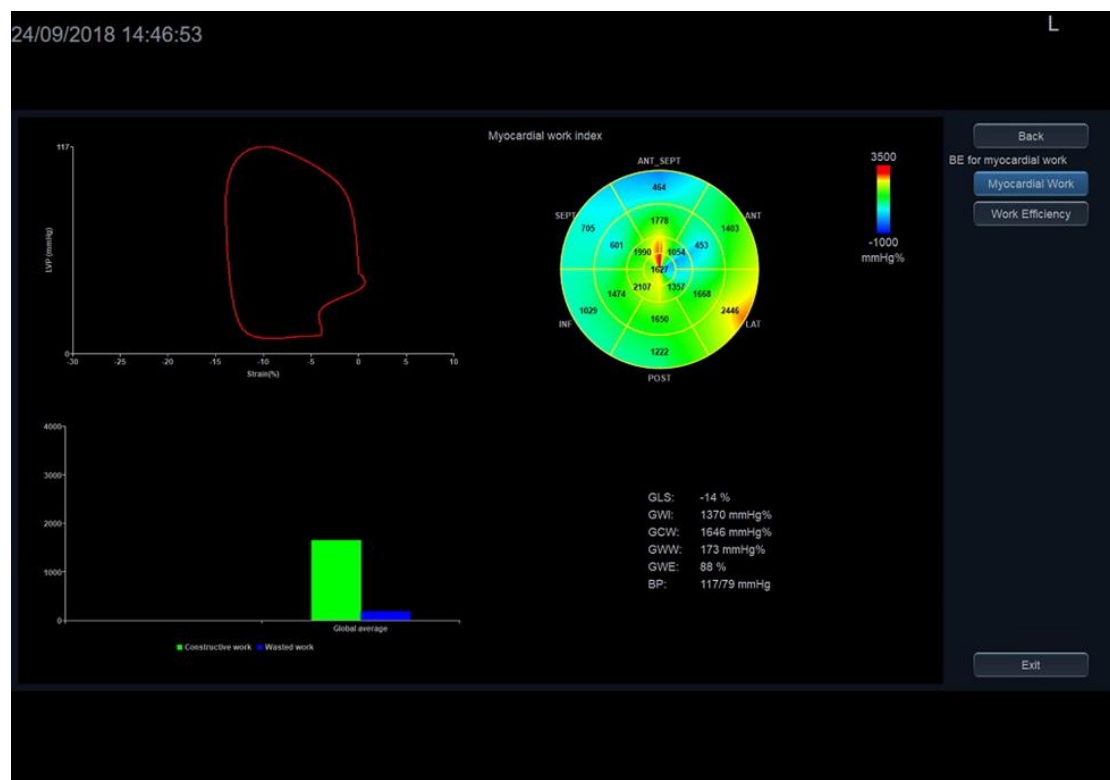 24/09/2018 14:46:53
L
Myocardial work index
Back
BE for myocardial work
Myocardial Work
Work Efficiency
117
LVP (mmHg)
0
-30 -25 -20 -15 -10 -5 0 5 10
Strain(%)
ANT_SEPT
SEPT
ANT
464
705
1778
1403
601
453
1990
1054
1627
2107
1357
1474
1668
1029
1650
2446
INF
LAT
1222
POST
3500
-1000
mmHg%
4000
3000
2000
1000
0
Global average
Constructive work Wasted work
GLS: -14 %
GWI: 1370 mmHg%
GCW: 1646 mmHg%
GWW: 173 mmHg%
GWE: 88 %
BP: 117/79 mmHg
Exit